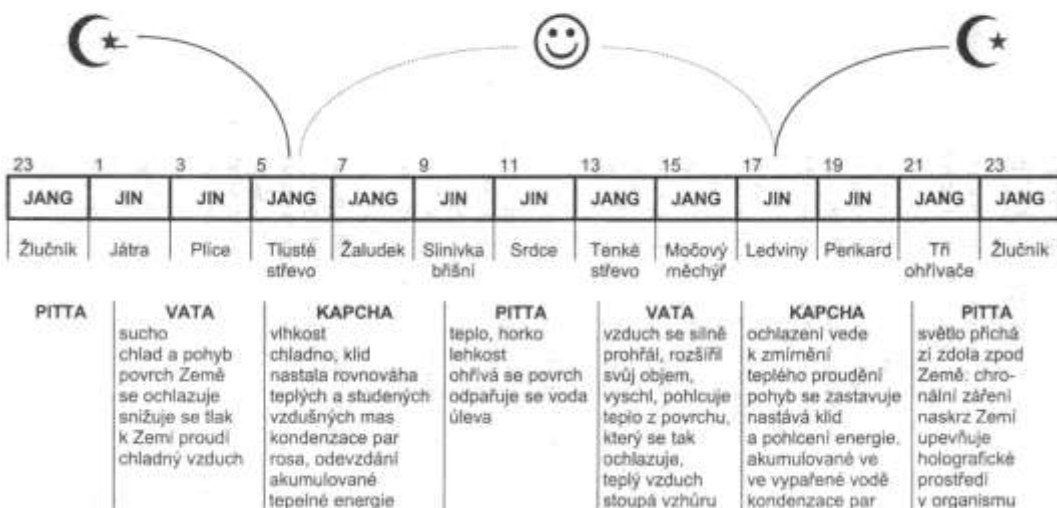 23 1 3 5 7 9 11 13 15 17 19 21 23
JANG JIN JIN JANG JANG JIN JIN JANG JANG JIN JIN JANG JANG
Žlučník Játra Plíce Tlusté střevo Žaludek Slinivka břišní Srdce Tenké střevo Močový měchýř Ledviny Perikard Tři ohřívače Žlučník
PITTA
VATA
sucho
chlad a pohyb
povrch Země
se ochlazuje
snižuje se tlak
k Zemi proudí
chladný vzduch
KAPCHA
vlhkost
chladno, klid
nastala rovnováha
teplých a studených
vzdušných mas
kondenzace par
rosa, odevzdání
akumulované
tepelné energie
PITTA
teplo, horko
lehkost
ohřívá se povrch
odpařuje se voda
úleva
VATA
vzduch se silně
prohřál, rozšířil
svůj objem,
vyschl, pohlcuje
teplo z povrchu,
který se tak
ochlazuje,
teplý vzduch
stoupá vzhůru
KAPCHA
ochlazení vede
k zmírnění
teplého proudění
pohyb se zastavuje
nastává klid
a pohlcení energie,
akumulované ve
ve vypařené vodě
kondenzace par
PITTA
světlo přichá
zí zdola zpod
Země: chro-
nální záření
naskrz Zemí
upevňuje
holografické
prostředí
v organismu